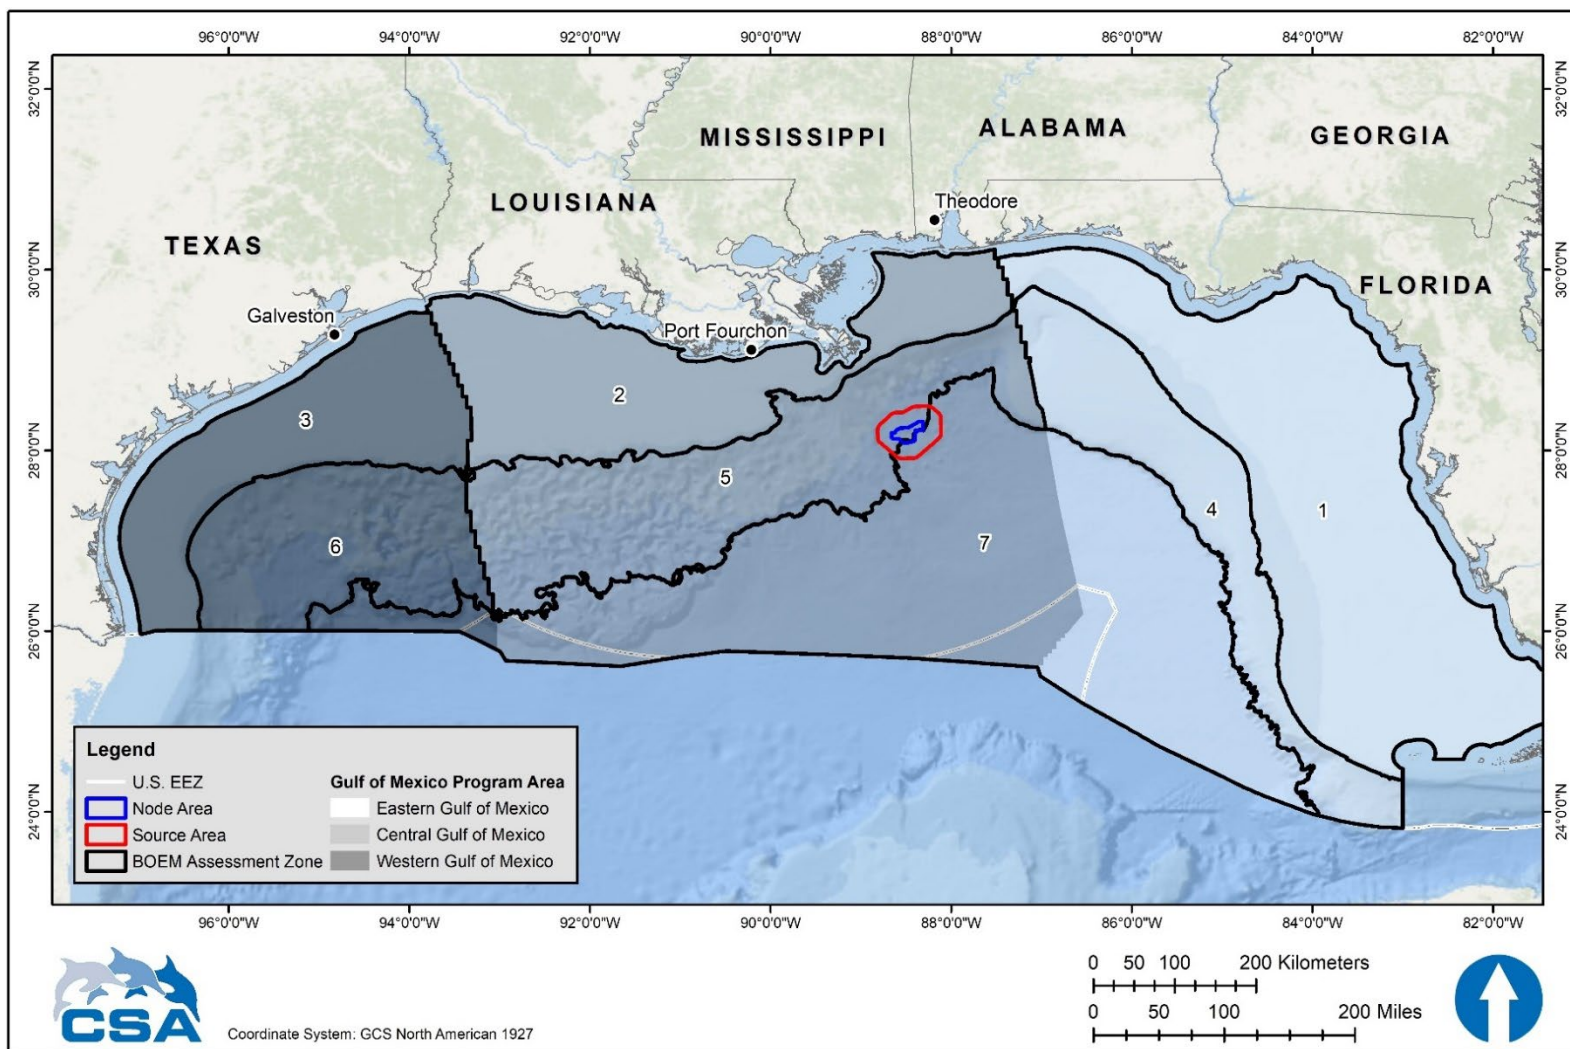 96°0'0"W 94°0'0"W 92°0'0"W 90°0'0"W 88°0'0"W 86°0'0"W 84°0'0"W 82°0'0"W
32°0'0"N 32°0'0"N
MISSISSIPPI ALABAMA GEORGIA
LOUISIANA Theodore
TEXAS
30°0'0"N 30°0'0"N
FLORIDA
Galveston Port Fourchon
2
3
28°0'0"N 28°0'0"N
5
4 1
6 7
26°0'0"N 26°0'0"N
Legend
U.S. EEZ
Node Area
Source Area
BOEM Assessment Zone
Gulf of Mexico Program Area
Eastern Gulf of Mexico
Central Gulf of Mexico
Western Gulf of Mexico
24°0'0"N 24°0'0"N
96°0'0"W 94°0'0"W 92°0'0"W 90°0'0"W 88°0'0"W 86°0'0"W 84°0'0"W 82°0'0"W
CSA
Coordinate System: GCS North American 1927
0 50 100 200 Kilometers
0 50 100 200 Miles